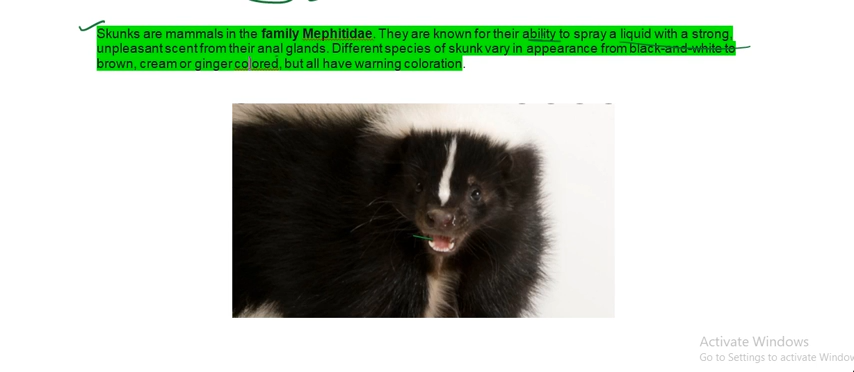 Skunks are mammals in the family Mephitidae. They are known for their ability to spray a liquid with a strong,
unpleasant scent from their anal glands. Different species of skunk vary in appearance from black-and-white to
brown, cream or ginger colored, but all have warning coloration.
Activate Windows
Go to Settings to activate Window